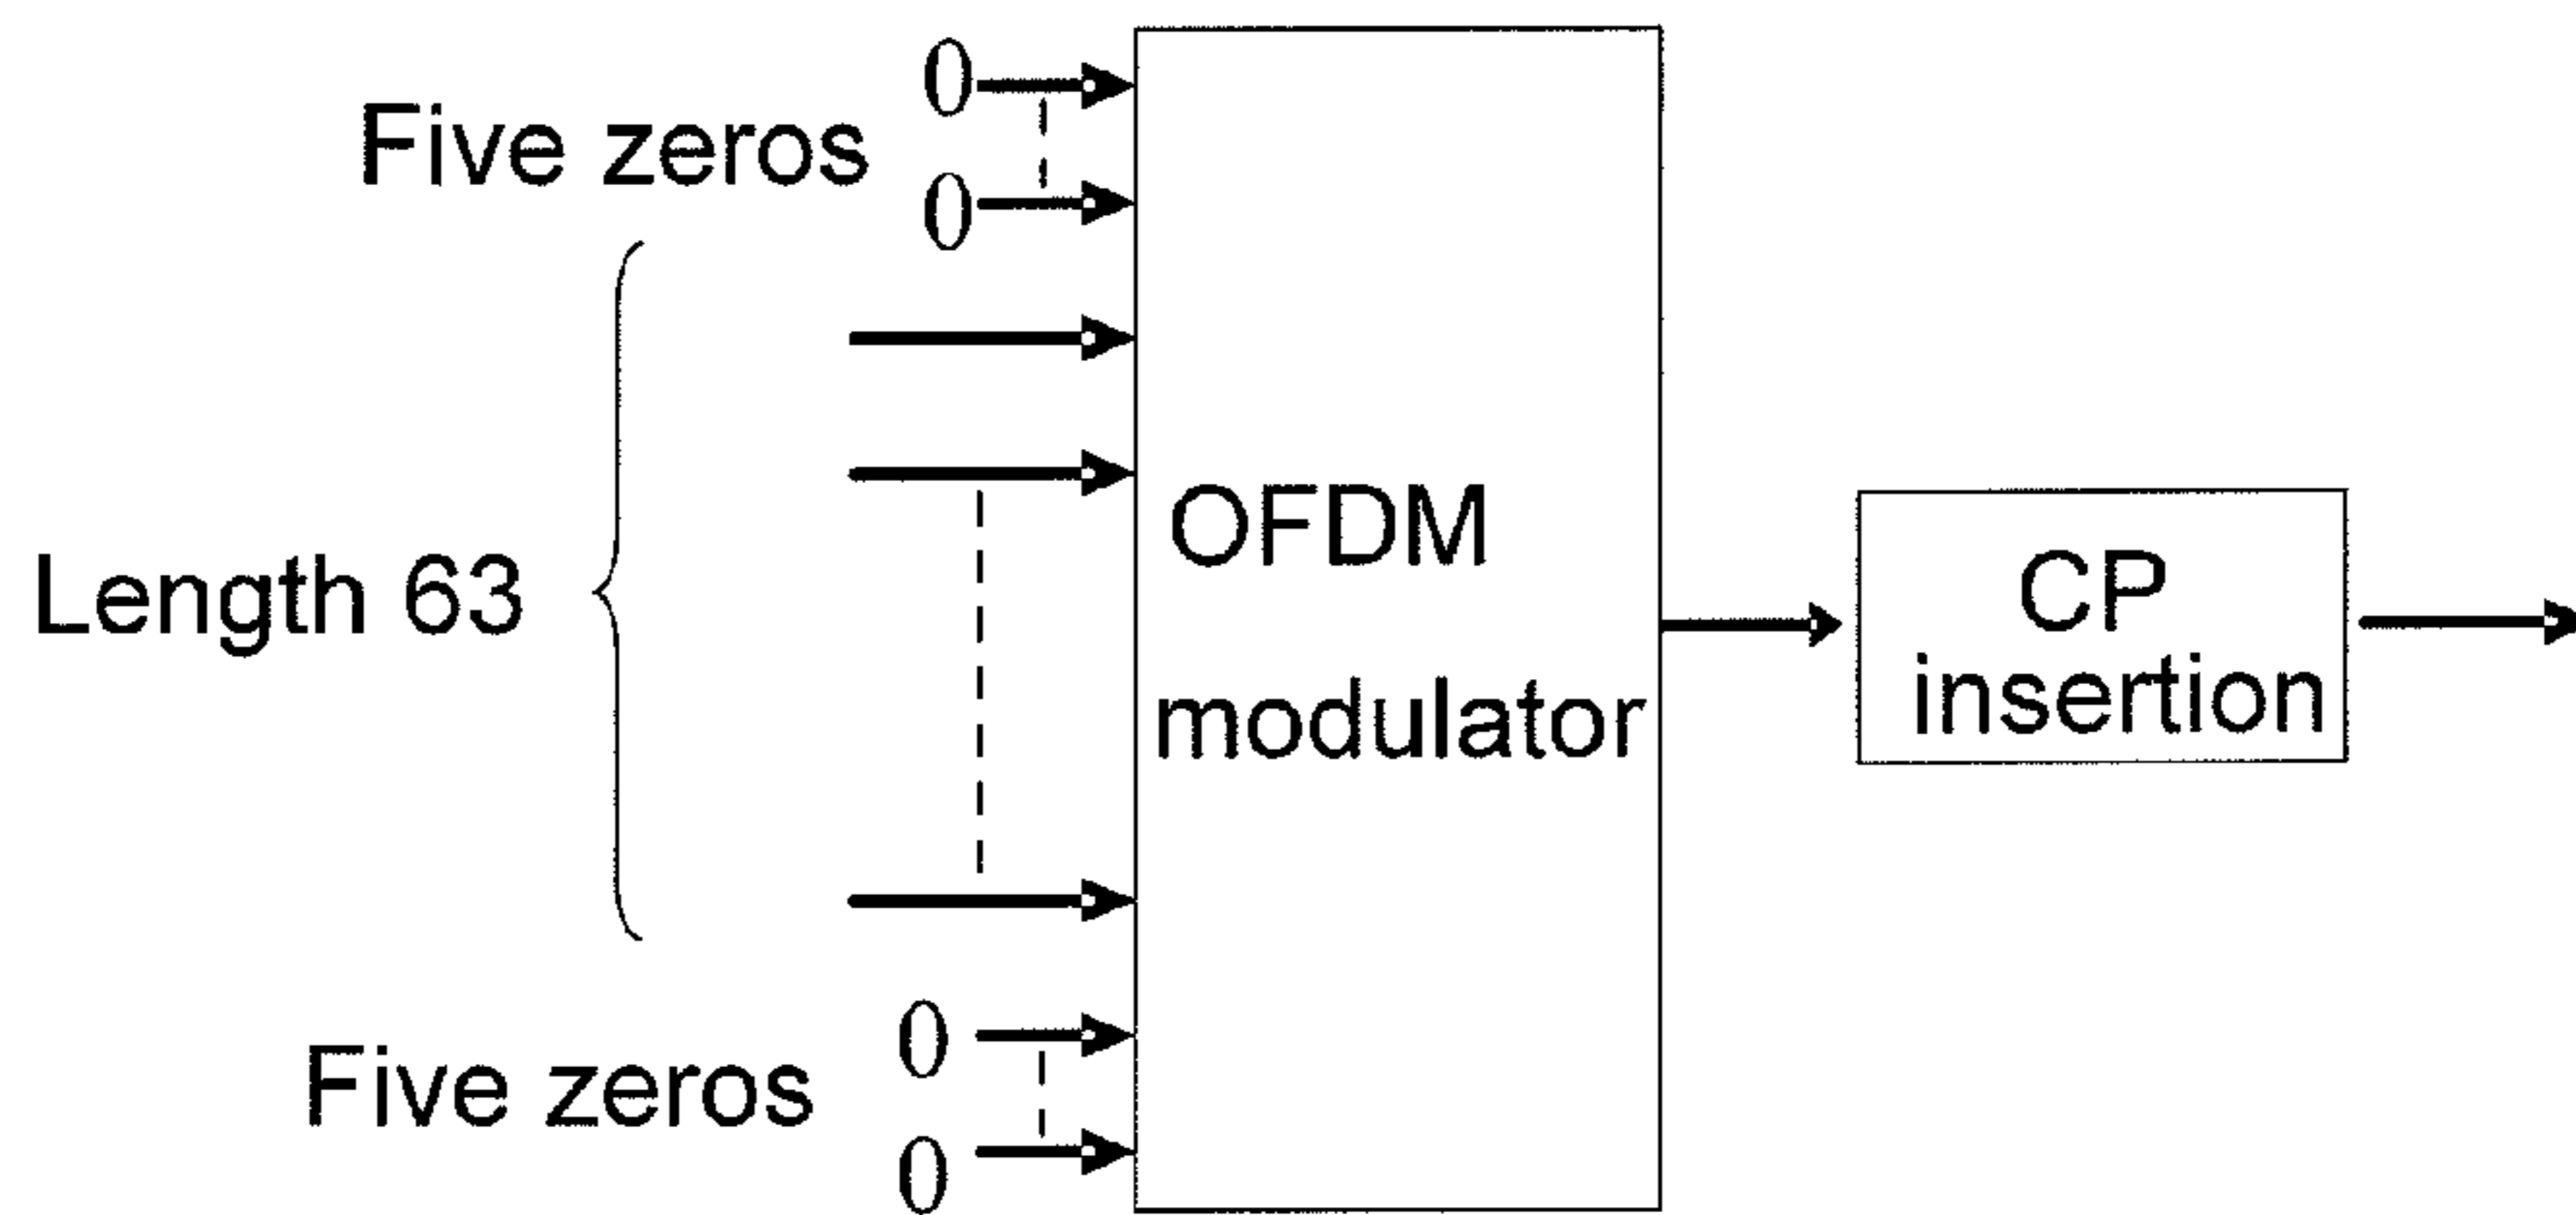 0
Five zeros
0
Length 63
OFDM
modulator
CP
insertion
0
Five zeros
0